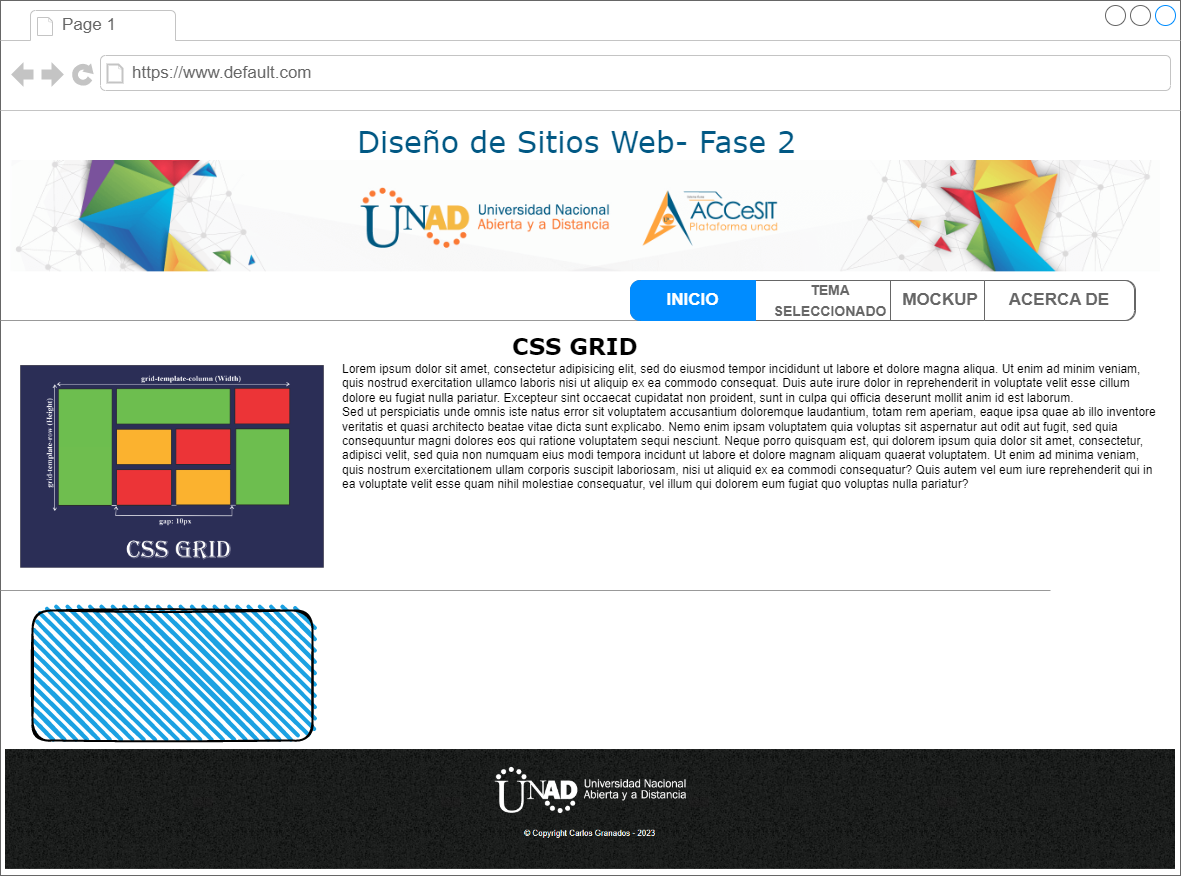 Page 1
https://www.default.com
Diseño de Sitios Web- Fase 2
UNAD Universidad Nacional
Abierta y a Distancia
ACCeSIT
Plataforma unad
INICIO
TEMA
SELECCIONADO
MOCKUP
ACERCA DE
CSS GRID
grid-template-column (Width)
grid-template-row (Height)
gap: 10px
CSS GRID
Lorem ipsum dolor sit amet, consectetur adipisicing elit, sed do eiusmod tempor incididunt ut labore et dolore magna aliqua. Ut enim ad minim veniam,
quis nostrud exercitation ullamco laboris nisi ut aliquip ex ea commodo consequat. Duis aute irure dolor in reprehenderit in voluptate velit esse cillum
dolore eu fugiat nulla pariatur. Excepteur sint occaecat cupidatat non proident, sunt in culpa qui officia deserunt mollit anim id est laborum.
Sed ut perspiciatis unde omnis iste natus error sit voluptatem accusantium doloremque laudantium, totam rem aperiam, eaque ipsa quae ab illo inventore
veritatis et quasi architecto beatae vitae dicta sunt explicabo. Nemo enim ipsam voluptatem quia voluptas sit aspernatur aut odit aut fugit, sed quia
consequuntur magni dolores eos qui ratione voluptatem sequi nesciunt. Neque porro quisquam est, qui dolorem ipsum quia dolor sit amet, consectetur,
adipisci velit, sed quia non numquam eius modi tempora incidunt ut labore et dolore magnam aliquam quaerat voluptatem. Ut enim ad minima veniam,
quis nostrum exercitationem ullam corporis suscipit laboriosam, nisi ut aliquid ex ea commodi consequatur? Quis autem vel eum iure reprehenderit qui in
ea voluptate velit esse quam nihil molestiae consequatur, vel illum qui dolorem eum fugiat quo voluptas nulla pariatur?
UNAD Universidad Nacional
Abierta y a Distancia
© Copyright Carlos Granados - 2023